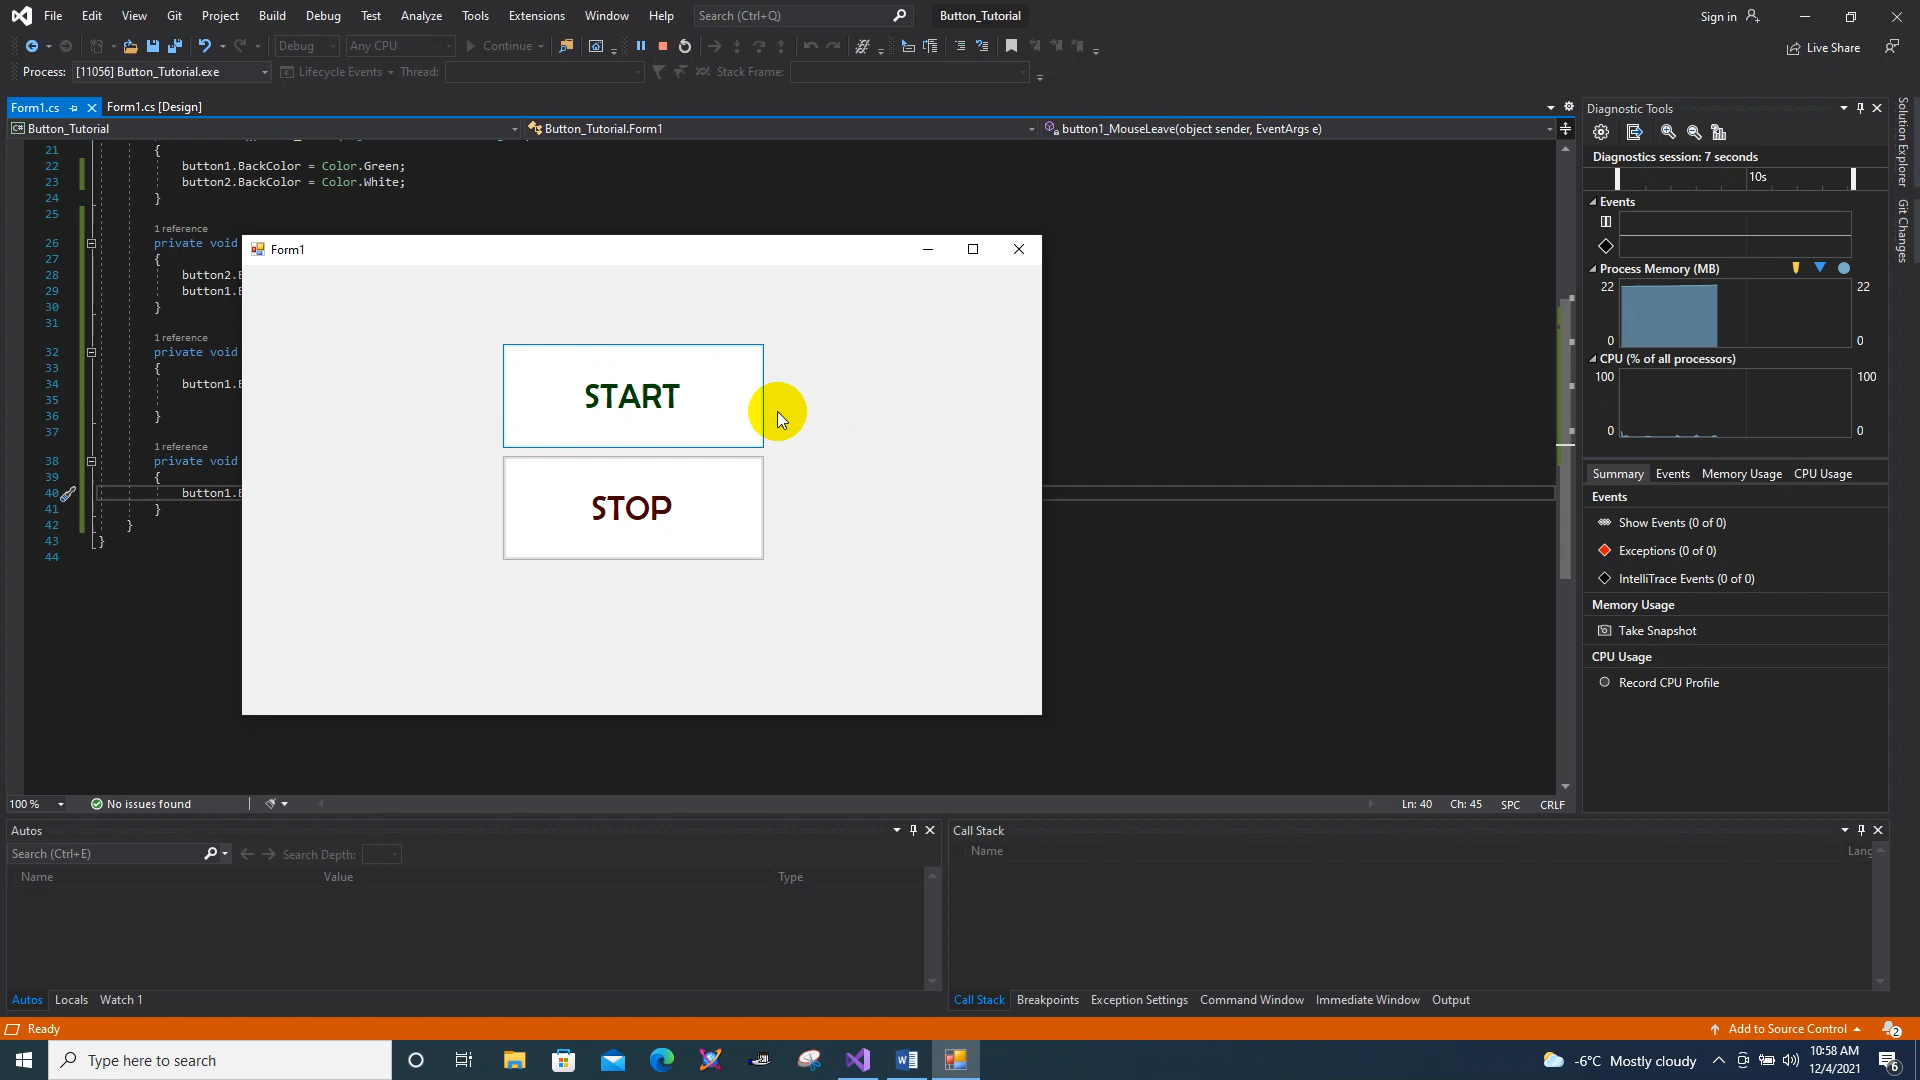 File Edit View Git Project Build Debug Test Analyze Tools Extensions Window Help Search (Ctrl+Q) Button_Tutorial Sign in
Debug Any CPU Continue Live Share
Process: [11056] Button_Tutorial.exe Lifecycle Events Thread: Stack Frame:
Form1.cs Form1.cs [Design]
Button_Tutorial Button_Tutorial.Form1 button1_MouseLeave(object sender, EventArgs e)
21 {
22 button1.BackColor = Color.Green;
23 button2.BackColor = Color.White;
24 }
25
1 reference
26 private void
27 {
28 button2.
29 button1.
30 }
31
1 reference
32 private void
33 {
34 button1.
35
36 }
37
1 reference
38 private void
39 {
40 button1.
41 }
42 }
43 }
44
Form1
START
STOP
100 % No issues found Ln: 40 Ch: 45 SPC CRLF
Diagnostic Tools
Diagnostics session: 7 seconds
10s
Events
Process Memory (MB)
22 22
0 0
CPU (% of all processors)
100 100
0 0
Summary Events Memory Usage CPU Usage
Events
Show Events (0 of 0)
Exceptions (0 of 0)
IntelliTrace Events (0 of 0)
Memory Usage
Take Snapshot
CPU Usage
Record CPU Profile
Solution Explorer
Git Changes
Autos
Search (Ctrl+E) Search Depth:
Name Value Type
Autos Locals Watch 1
Call Stack
Name Lang
Call Stack Breakpoints Exception Settings Command Window Immediate Window Output
Ready Add to Source Control 2
Type here to search -6°C Mostly cloudy 10:58 AM
12/4/2021 6